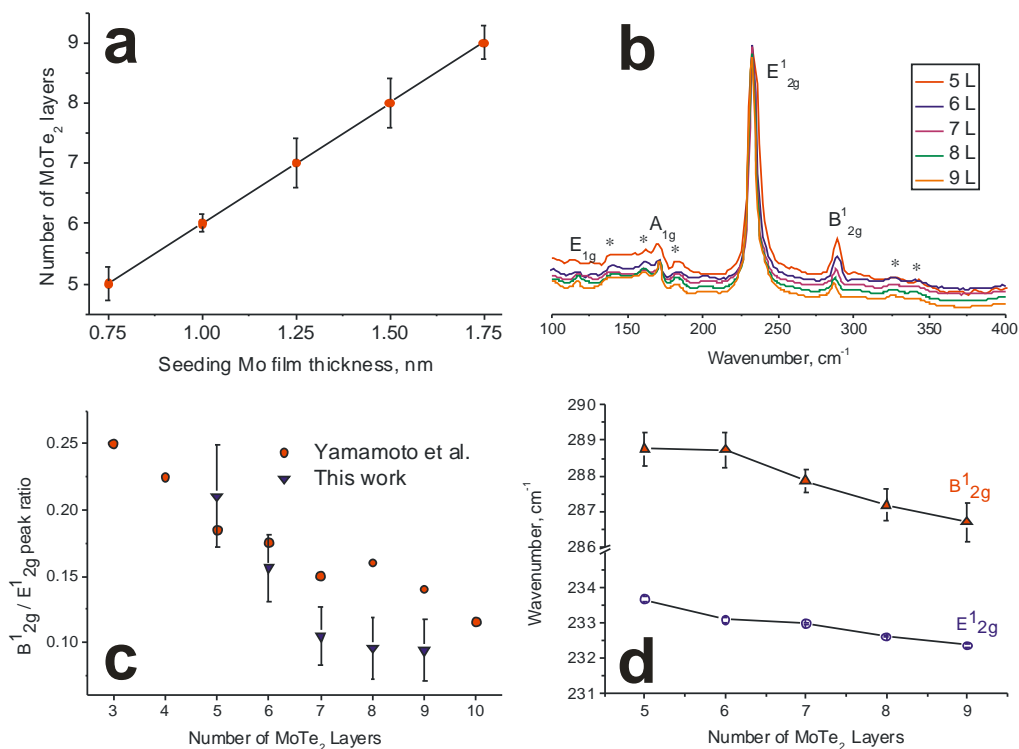 a
Number of MoTe₂ layers
9
8
7
6
5
0.75 1.00 1.25 1.50 1.75
Seeding Mo film thickness, nm
b
E¹₂g
5 L
6 L
7 L
8 L
9 L
E₁g
*
*
A₁g
*
B¹₂g
*
*
100 150 200 250 300 350 400
Wavenumber, cm⁻¹
B¹₂g / E¹₂g peak ratio
0.25
0.20
0.15
0.10
Yamamoto et al.
This work
c
3 4 5 6 7 8 9 10
Number of MoTe₂ Layers
Wavenumber, cm⁻¹
290
289
288
287
286
234
233
232
231
B¹₂g
E¹₂g
d
5 6 7 8 9
Number of MoTe₂ Layers